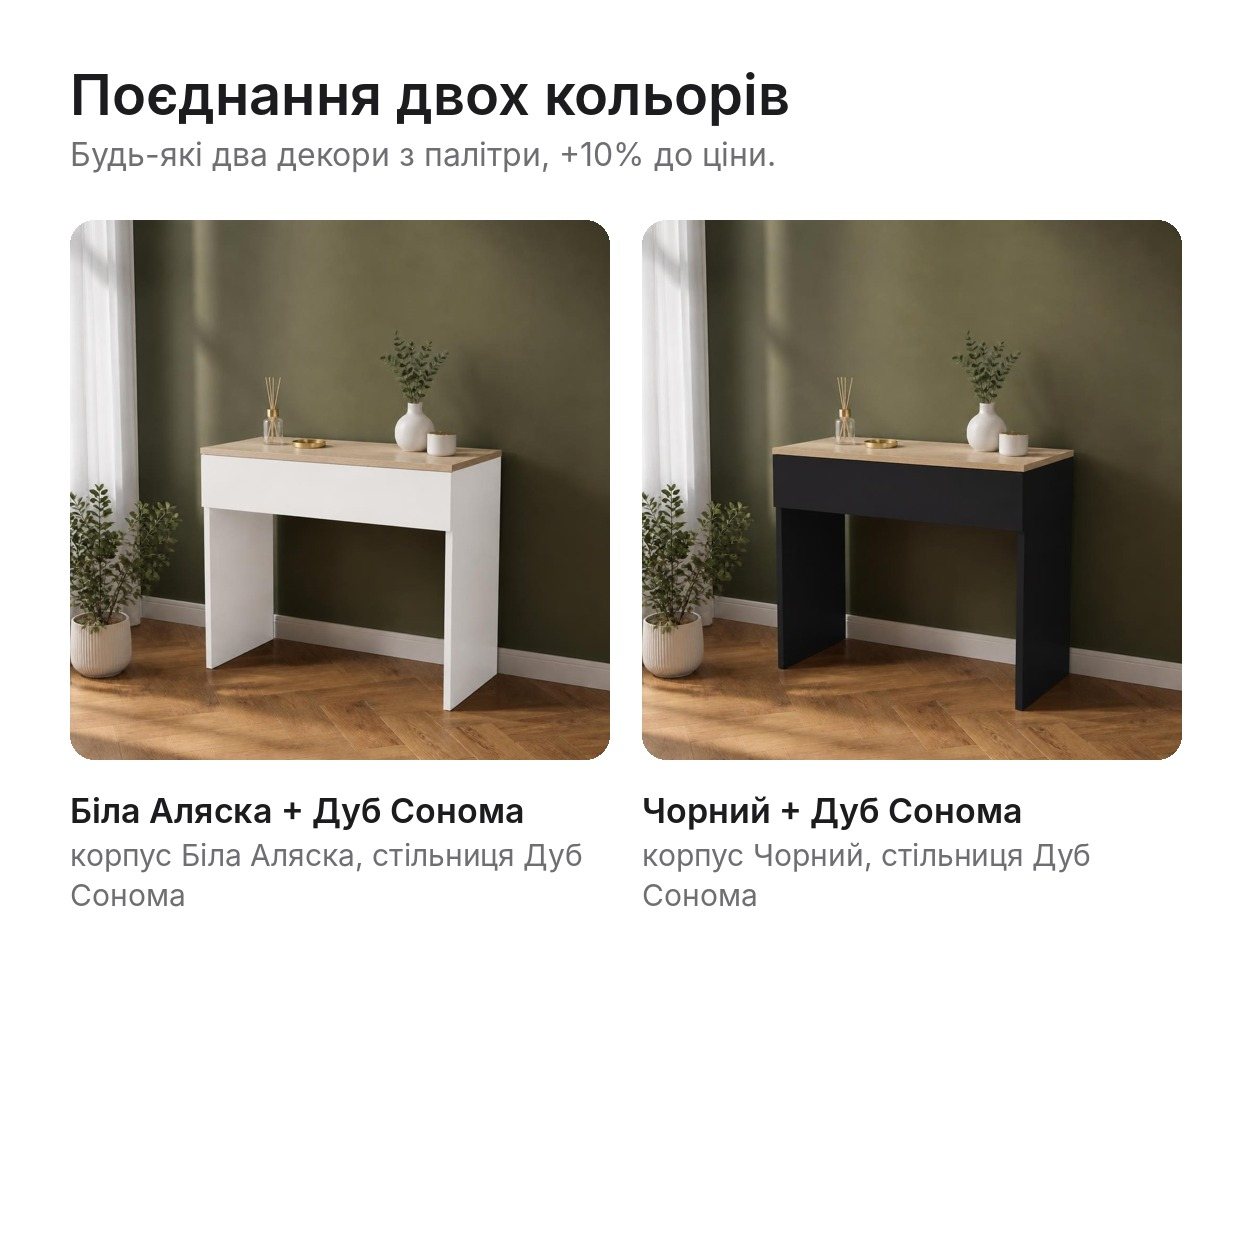 Поєднання двох кольорів
Будь-які два декори з палітри, +10% до ціни.
Біла Аляска + Дуб Сонома
корпус Біла Аляска, стільниця Дуб
Сонома
Чорний + Дуб Сонома
корпус Чорний, стільниця Дуб
Сонома